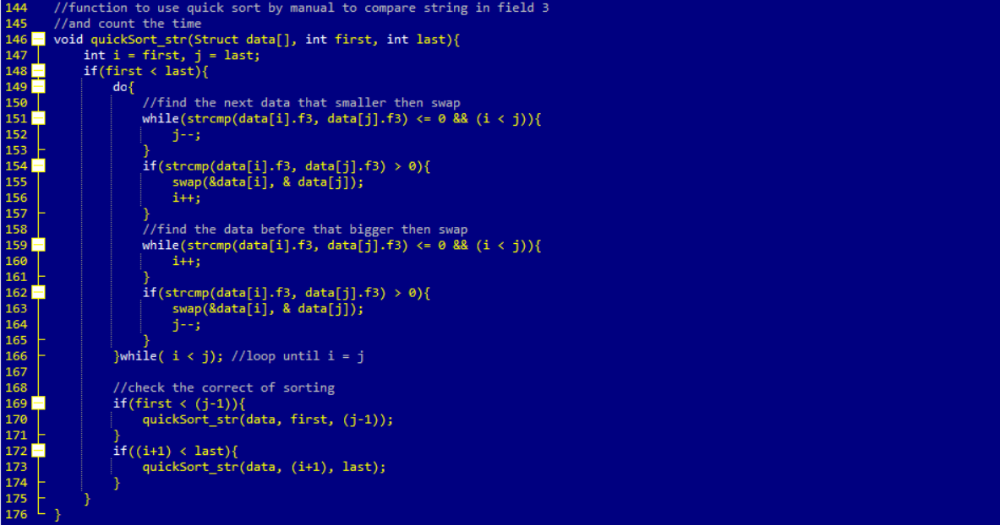 144 //function to use quick sort by manual to compare string in field 3
145 //and count the time
146 void quickSort_str(Struct data[], int first, int last){
147 int i = first, j = last;
148 if(first < last){
149 do{
150 //find the next data that smaller then swap
151 while(strcmp(data[i].f3, data[j].f3) <= 0 && (i < j)){
152 j--;
153 }
154 if(strcmp(data[i].f3, data[j].f3) > 0){
155 swap(&data[i], & data[j]);
156 i++;
157 }
158 //find the data before that bigger then swap
159 while(strcmp(data[i].f3, data[j].f3) <= 0 && (i < j)){
160 i++;
161 }
162 if(strcmp(data[i].f3, data[j].f3) > 0){
163 swap(&data[i], & data[j]);
164 j--;
165 }
166 }while( i < j); //loop until i = j
167
168 //check the correct of sorting
169 if(first < (j-1)){
170 quickSort_str(data, first, (j-1));
171 }
172 if((i+1) < last){
173 quickSort_str(data, (i+1), last);
174 }
175 }
176 }